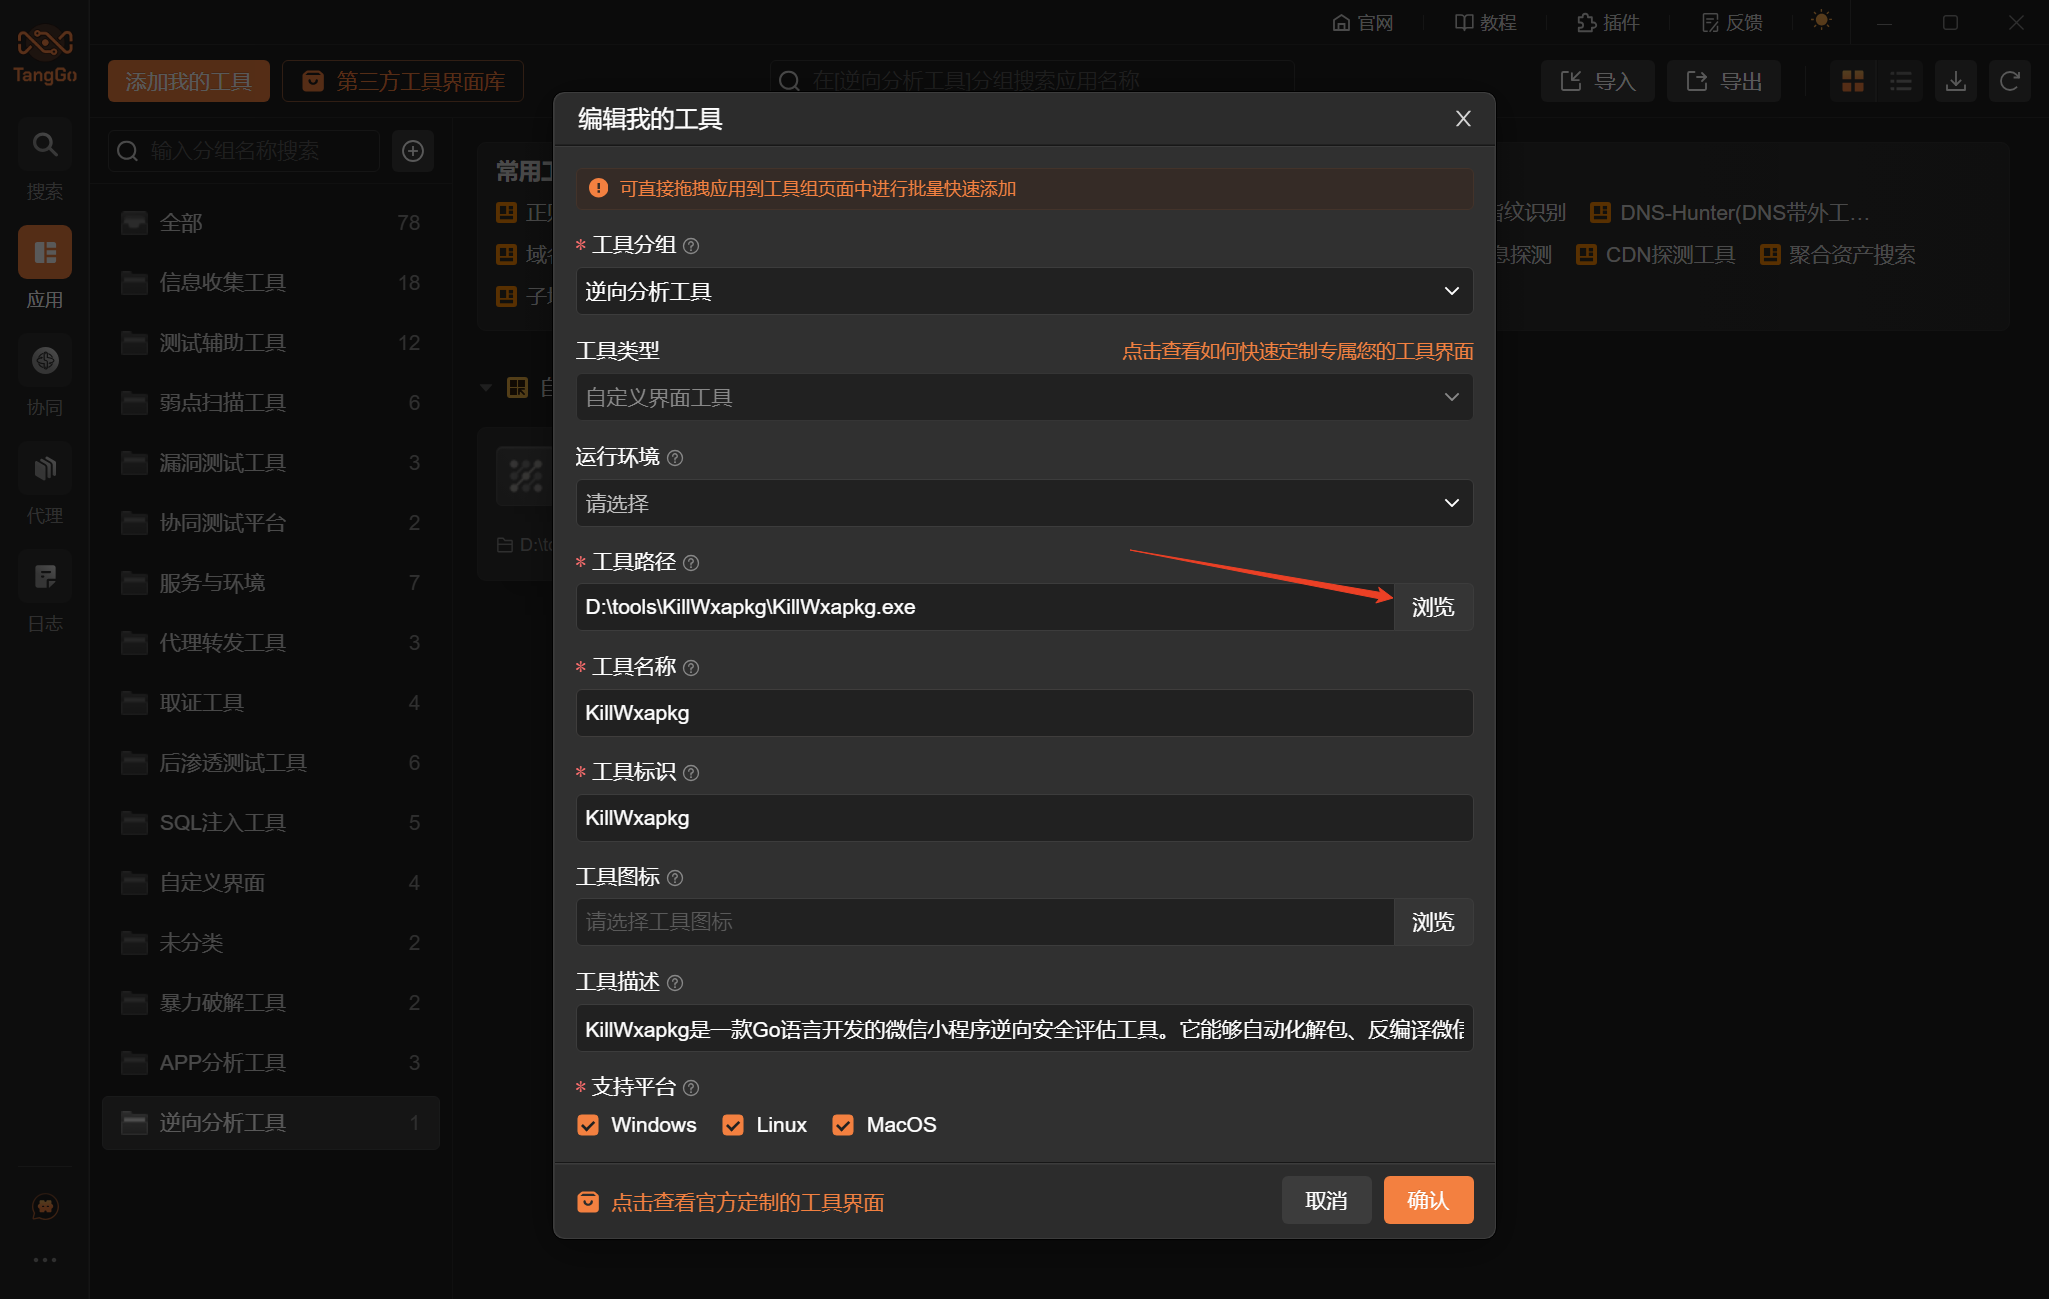 官网
教程
插件
反馈
TangGo
添加我的工具
第三方工具界面库
在[逆向分析工具]分组搜索应用名称
导入
导出
搜索
应用
协同
代理
日志
输入分组名称搜索
全部 78
信息收集工具 18
测试辅助工具 12
弱点扫描工具 6
漏洞测试工具 3
协同测试平台 2
服务与环境 7
代理转发工具 3
取证工具 4
后渗透测试工具 6
SQL注入工具 5
自定义界面 4
未分类 2
暴力破解工具 2
APP分析工具 3
逆向分析工具 1
常用
纹识别
DNS-Hunter(DNS带外工...
探测
CDN探测工具
聚合资产搜索
D:\t
编辑我的工具
可直接拖拽应用到工具组页面中进行批量快速添加
* 工具分组
逆向分析工具
工具类型
点击查看如何快速定制专属您的工具界面
自定义界面工具
运行环境
请选择
* 工具路径
D:\tools\KillWxapkg\KillWxapkg.exe
浏览
* 工具名称
KillWxapkg
* 工具标识
KillWxapkg
工具图标
请选择工具图标
浏览
工具描述
KillWxapkg是一款Go语言开发的微信小程序逆向安全评估工具。它能够自动化解包、反编译微信
* 支持平台
Windows
Linux
MacOS
点击查看官方定制的工具界面
取消
确认